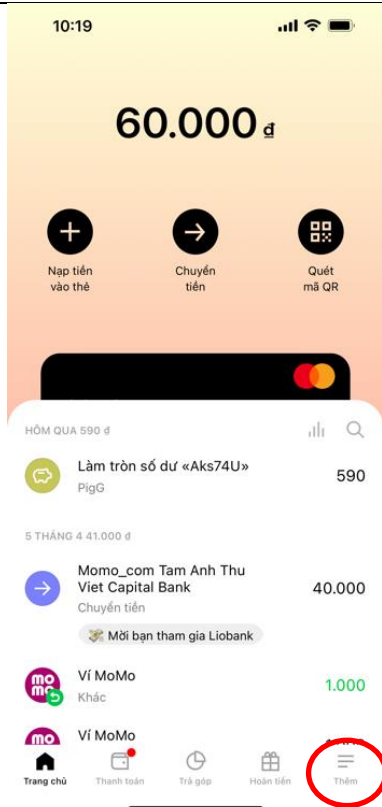 10:19
60.000 đ
Nạp tiền
vào thẻ
Chuyển
tiền
Quét
mã QR
HÔM QUA 590 đ
Làm tròn số dư «Aks74U»
590
PigG
5 THÁNG 4 41.000 đ
Momo_com Tam Anh Thu
Viet Capital Bank
40.000
Chuyển tiền
Mời bạn tham gia Liobank
mo
mo
Ví MoMo
1.000
Khác
mo
Ví MoMo
Trang chủ
Thanh toán
Trả góp
Hoàn tiền
Thêm